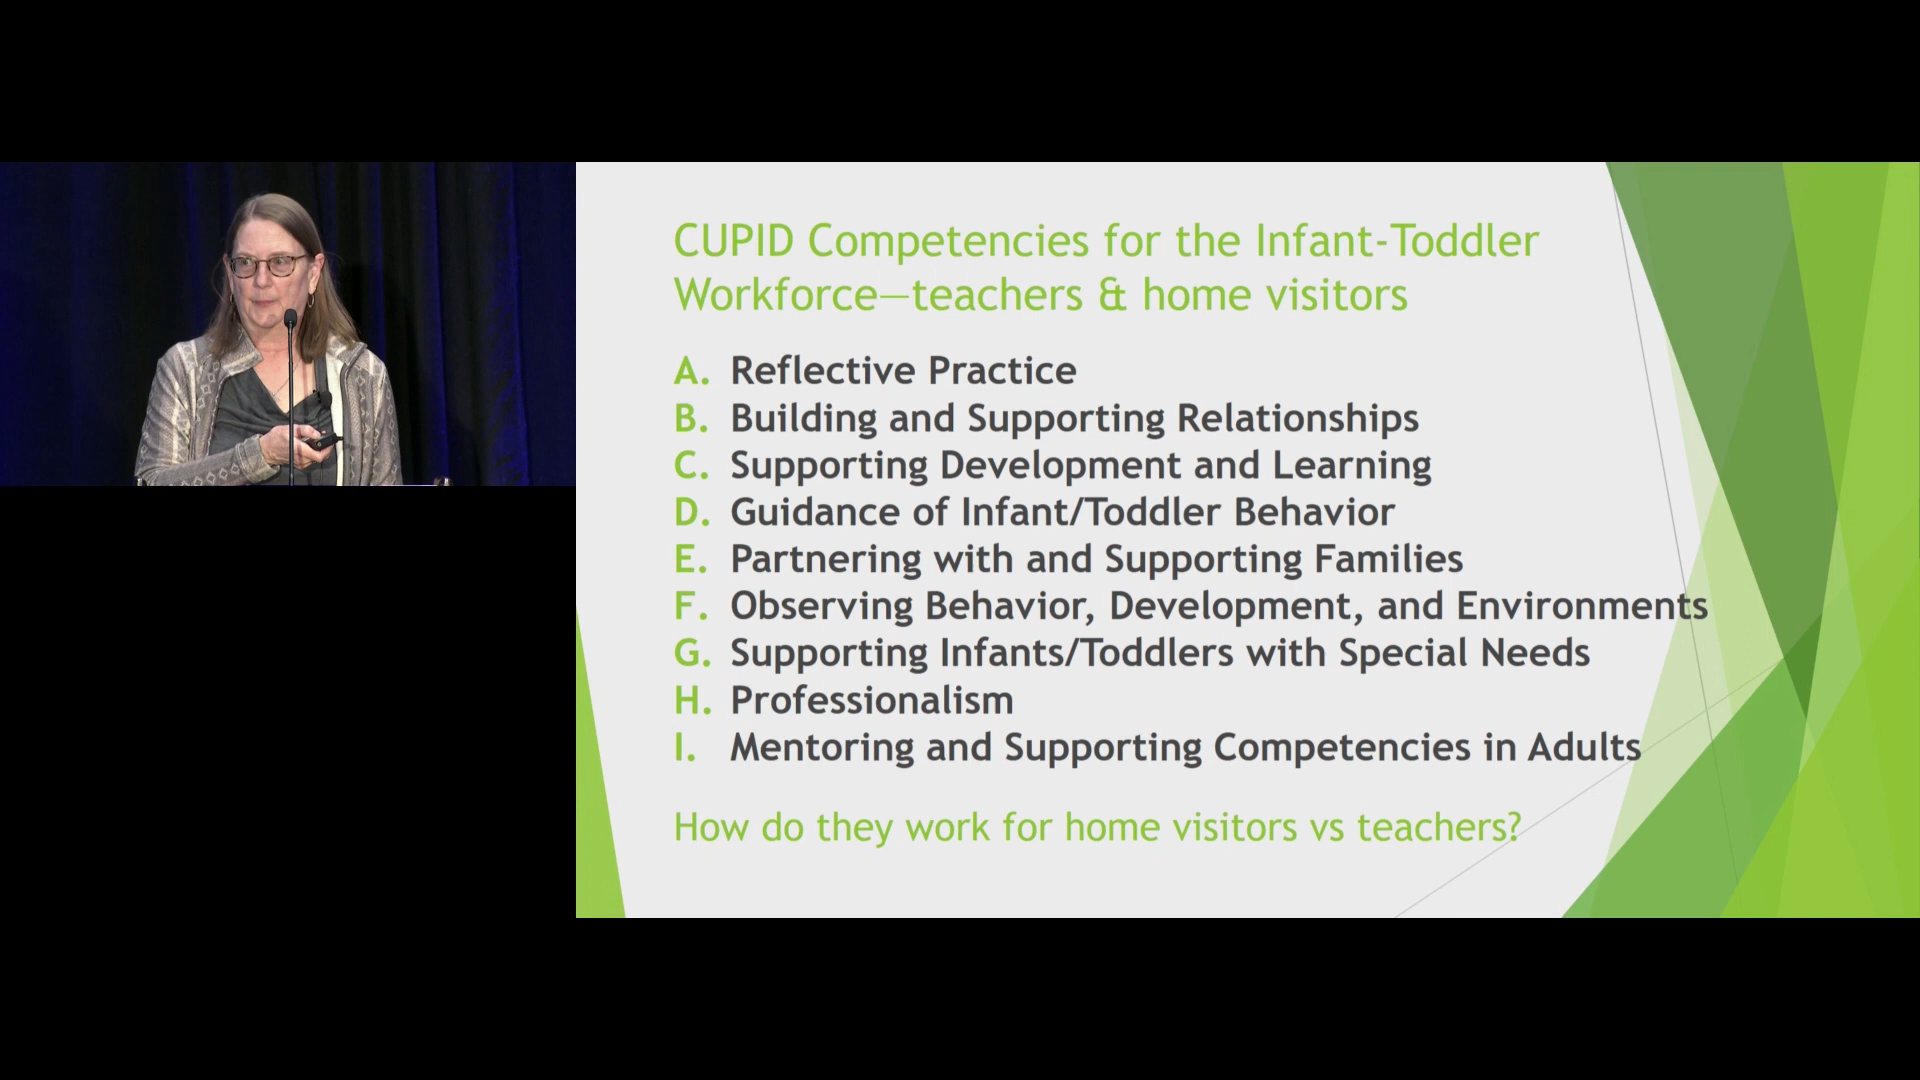 CUPID Competencies for the Infant-Toddler
Workforce—teachers & home visitors
A. Reflective Practice
B. Building and Supporting Relationships
C. Supporting Development and Learning
D. Guidance of Infant/Toddler Behavior
E. Partnering with and Supporting Families
F. Observing Behavior, Development, and Environments
G. Supporting Infants/Toddlers with Special Needs
H. Professionalism
I. Mentoring and Supporting Competencies in Adults
How do they work for home visitors vs teachers?